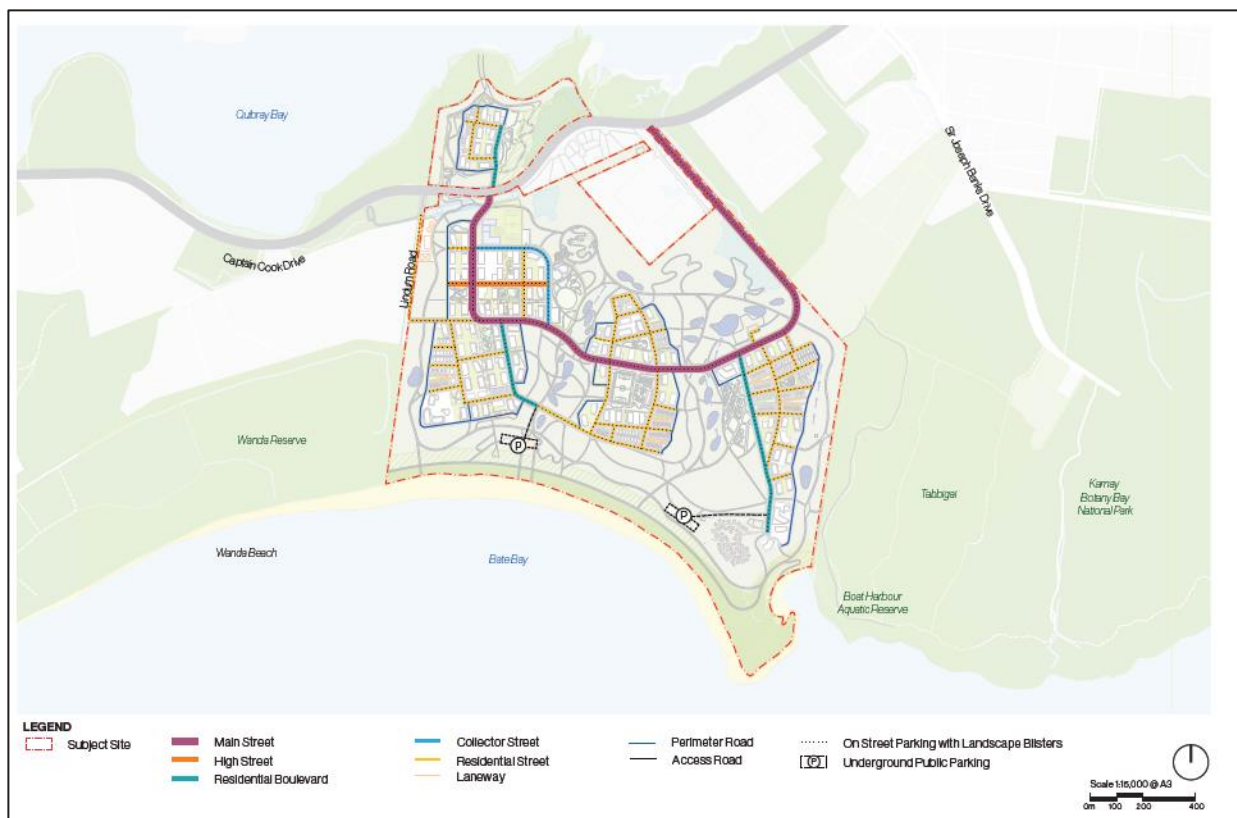 Quibray Bay
Sir Joseph Banks Drive
Captain Cook Drive
Lindum Road
Wanda Reserve
P
P
Tabbigai
Kamay
Botany Bay
National Park
Wanda Beach
Bate Bay
Boat Harbour
Aquatic Reserve
LEGEND
Subject Site
Main Street
High Street
Residential Boulevard
Collector Street
Residential Street
Laneway
Perimeter Road
Access Road
On Street Parking with Landscape Blisters
P Underground Public Parking
Scale 1:15,000 @ A3
0m 100 200 400